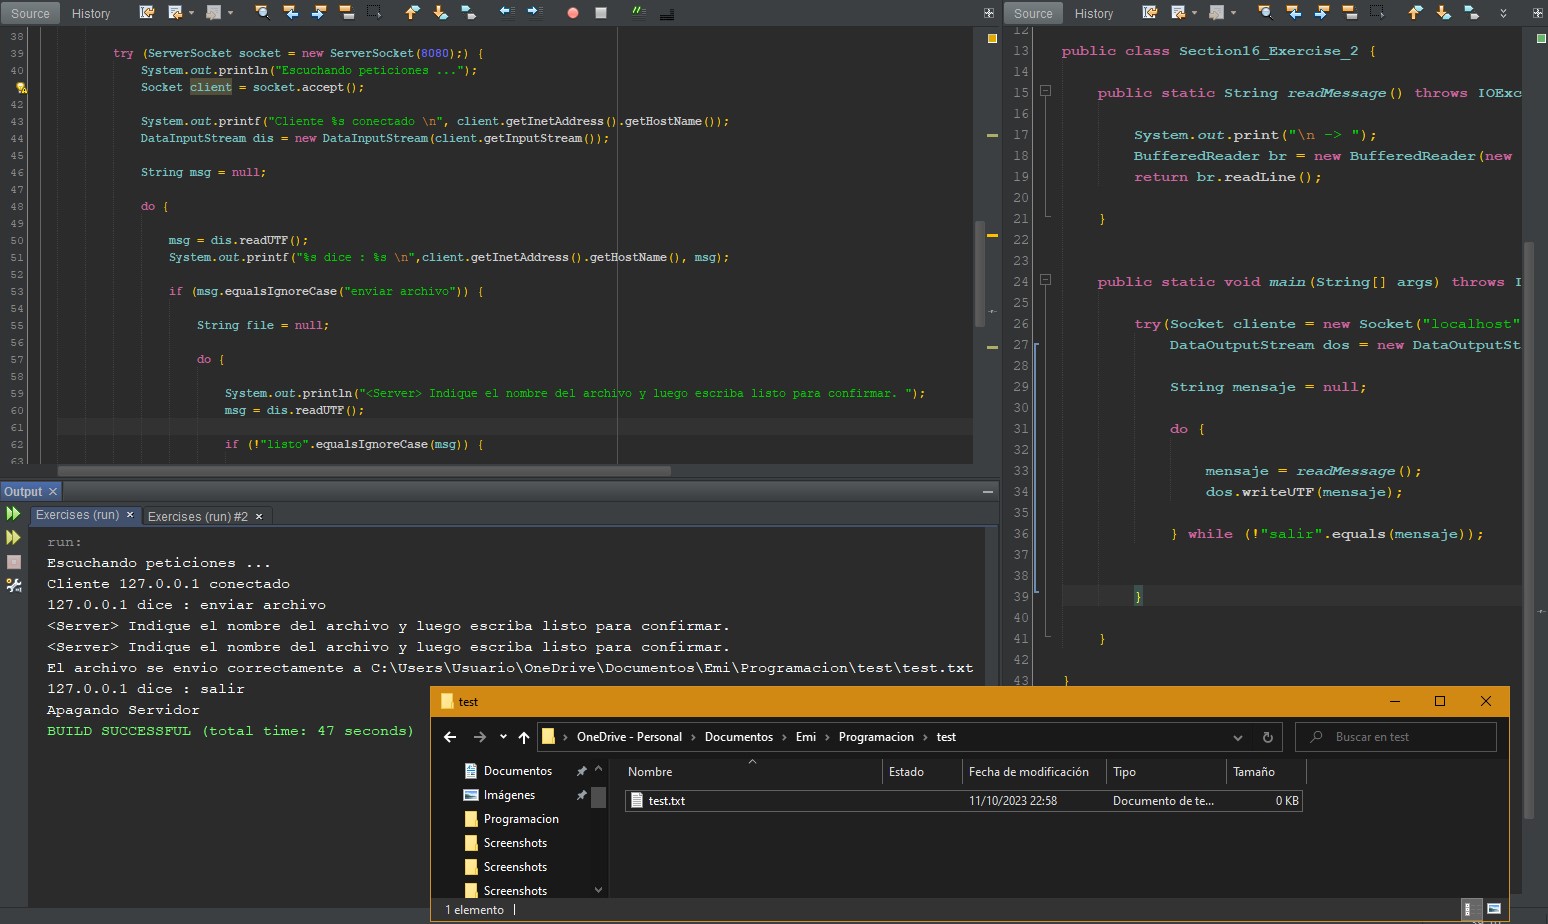 Source History
38
39 try (ServerSocket socket = new ServerSocket(8080);) {
40 System.out.println("Escuchando peticiones ...");
Socket client = socket.accept();
42
43 System.out.printf("Cliente %s conectado \n", client.getInetAddress().getHostName());
44 DataInputStream dis = new DataInputStream(client.getInputStream());
45
46 String msg = null;
47
48 do {
49
50 msg = dis.readUTF();
51 System.out.printf("%s dice : %s \n",client.getInetAddress().getHostName(), msg);
52
53 if (msg.equalsIgnoreCase("enviar archivo")) {
54
55 String file = null;
56
57 do {
58
59 System.out.println("<Server> Indique el nombre del archivo y luego escriba listo para confirmar. ");
60 msg = dis.readUTF();
61
62 if (!"listo".equalsIgnoreCase(msg)) {
63
Source History
12
13 public class Section16_Exercise_2 {
14
15 public static String readMessage() throws IOExc
16
17 System.out.print("\n -> ");
18 BufferedReader br = new BufferedReader(new
19 return br.readLine();
20
21 }
22
23
24 public static void main(String[] args) throws I
25
26 try(Socket cliente = new Socket("localhost"
27 DataOutputStream dos = new DataOutputSt
28
29 String mensaje = null;
30
31 do {
32
33 mensaje = readMessage();
34 dos.writeUTF(mensaje);
35
36 } while (!"salir".equals(mensaje));
37
38
39 }
40
41 }
42
43 }
Output ×
Exercises (run) × Exercises (run) #2 ×
run:
Escuchando peticiones ...
Cliente 127.0.0.1 conectado
127.0.0.1 dice : enviar archivo
<Server> Indique el nombre del archivo y luego escriba listo para confirmar.
<Server> Indique el nombre del archivo y luego escriba listo para confirmar.
El archivo se envio correctamente a C:\Users\Usuario\OneDrive\Documentos\Emi\Programacion\test\test.txt
127.0.0.1 dice : salir
Apagando Servidor
BUILD SUCCESSFUL (total time: 47 seconds)
test
OneDrive - Personal › Documentos › Emi › Programacion › test
Buscar en test
Documentos
Imágenes
Programacion
Screenshots
Screenshots
Screenshots
Nombre Estado Fecha de modificación Tipo Tamaño
test.txt 11/10/2023 22:58 Documento de te... 0 KB
1 elemento